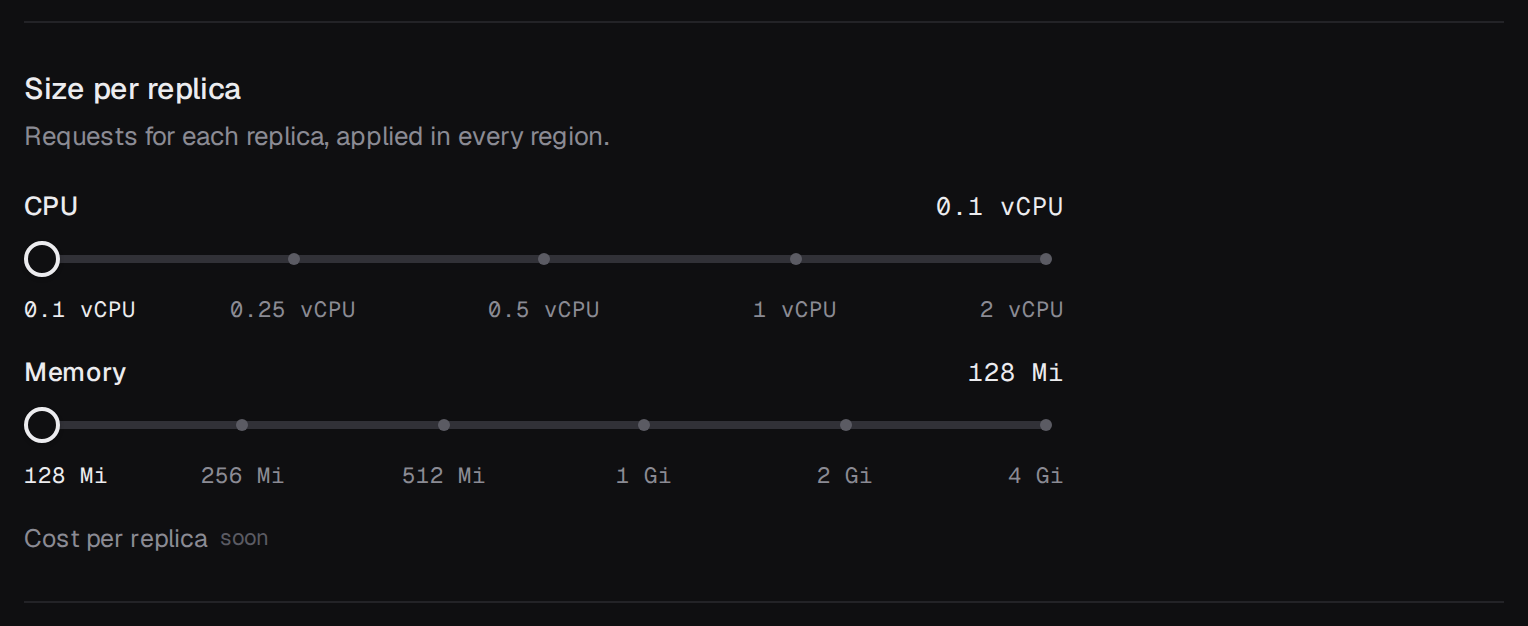 Size per replica
Requests for each replica, applied in every region.
CPU 0.1 vCPU
0.1 vCPU 0.25 vCPU 0.5 vCPU 1 vCPU 2 vCPU
Memory 128 Mi
128 Mi 256 Mi 512 Mi 1 Gi 2 Gi 4 Gi
Cost per replica soon